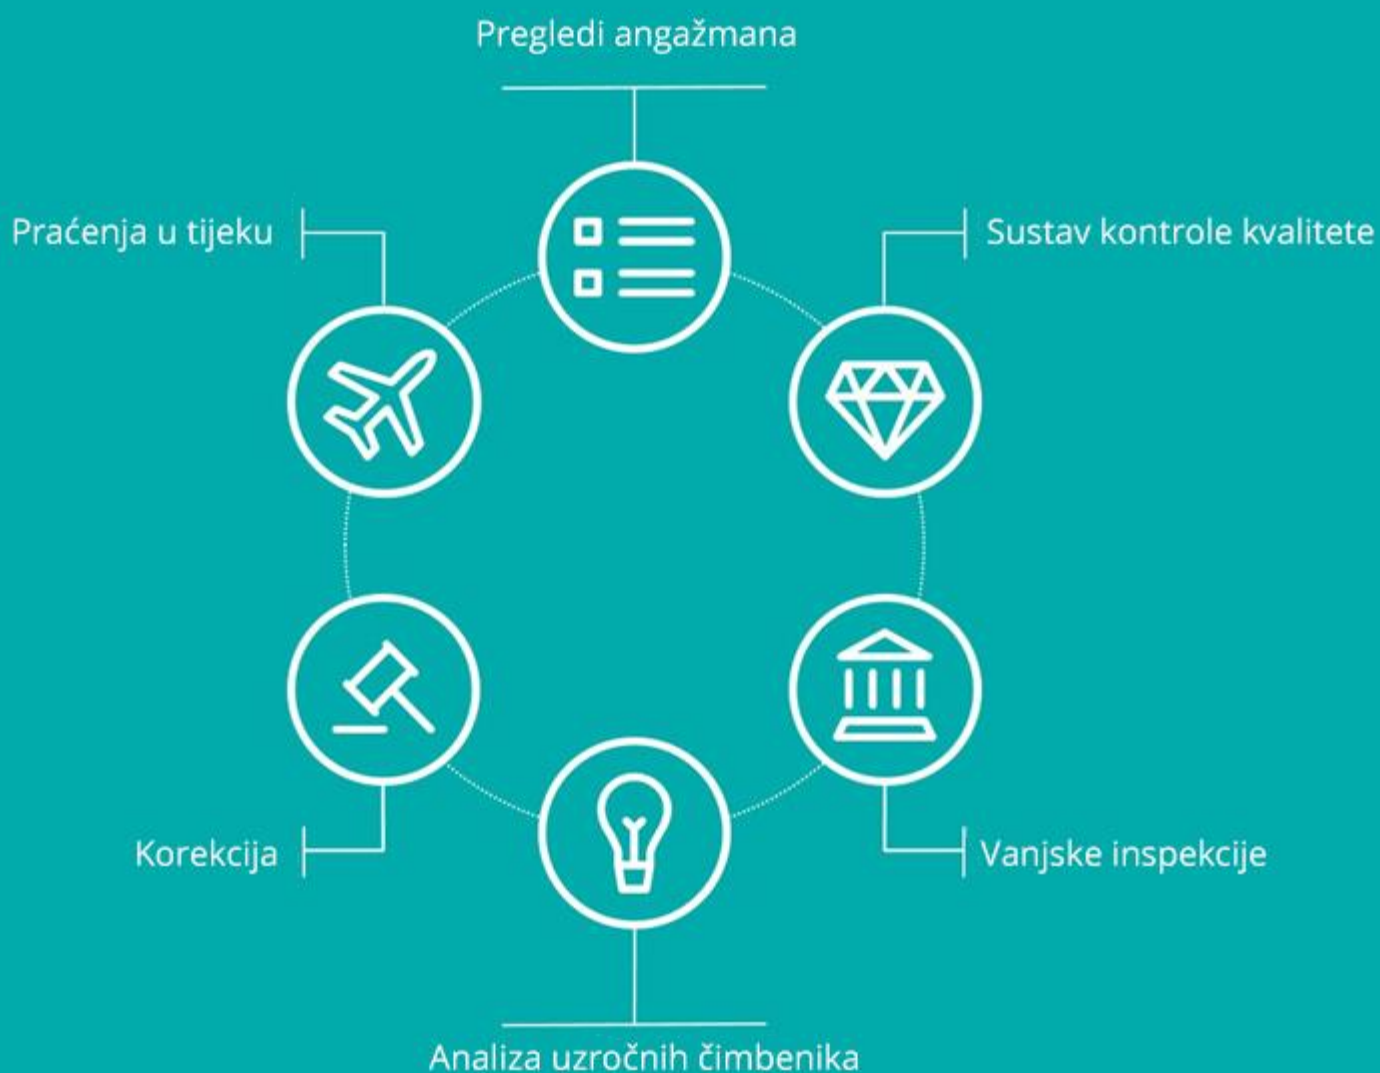 Pregledi angažmana
Praćenja u tijeku
Sustav kontrole kvalitete
Korekcija
Vanjske inspekcije
Analiza uzročnih čimbenika